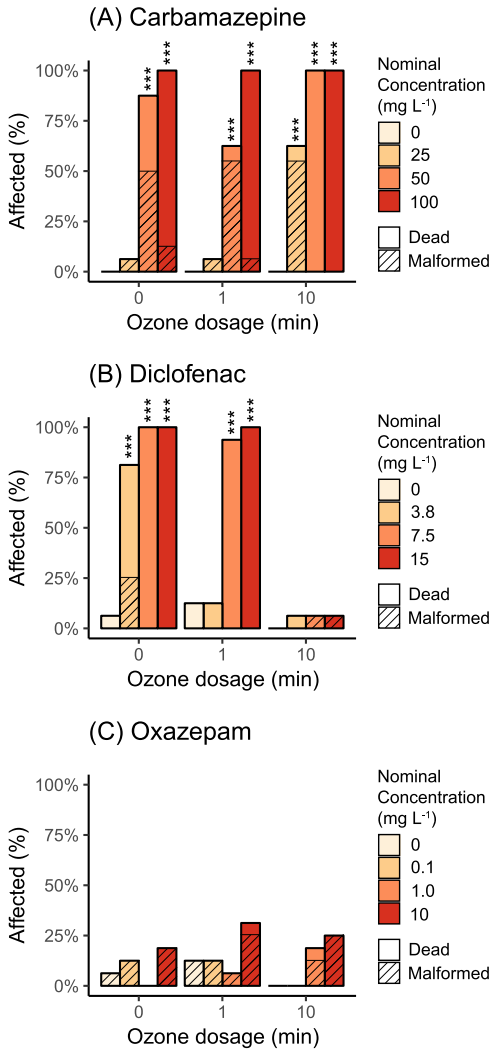 (A) Carbamazepine
*** *** *** *** *** *** ***
100%
75%
50%
25%
0%
Affected (%)
0 1 10
Ozone dosage (min)
Nominal
Concentration
(mg L-1)
0
25
50
100
Dead
Malformed
(B) Diclofenac
*** *** *** *** ***
100%
75%
50%
25%
0%
Affected (%)
0 1 10
Ozone dosage (min)
Nominal
Concentration
(mg L-1)
0
3.8
7.5
15
Dead
Malformed
(C) Oxazepam
100%
75%
50%
25%
0%
Affected (%)
0 1 10
Ozone dosage (min)
Nominal
Concentration
(mg L-1)
0
0.1
1.0
10
Dead
Malformed